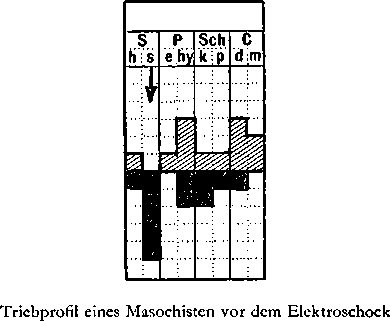 S P Sch C
h s e hy k p d m
Triebprofil eines Masochisten vor dem Elektroschock